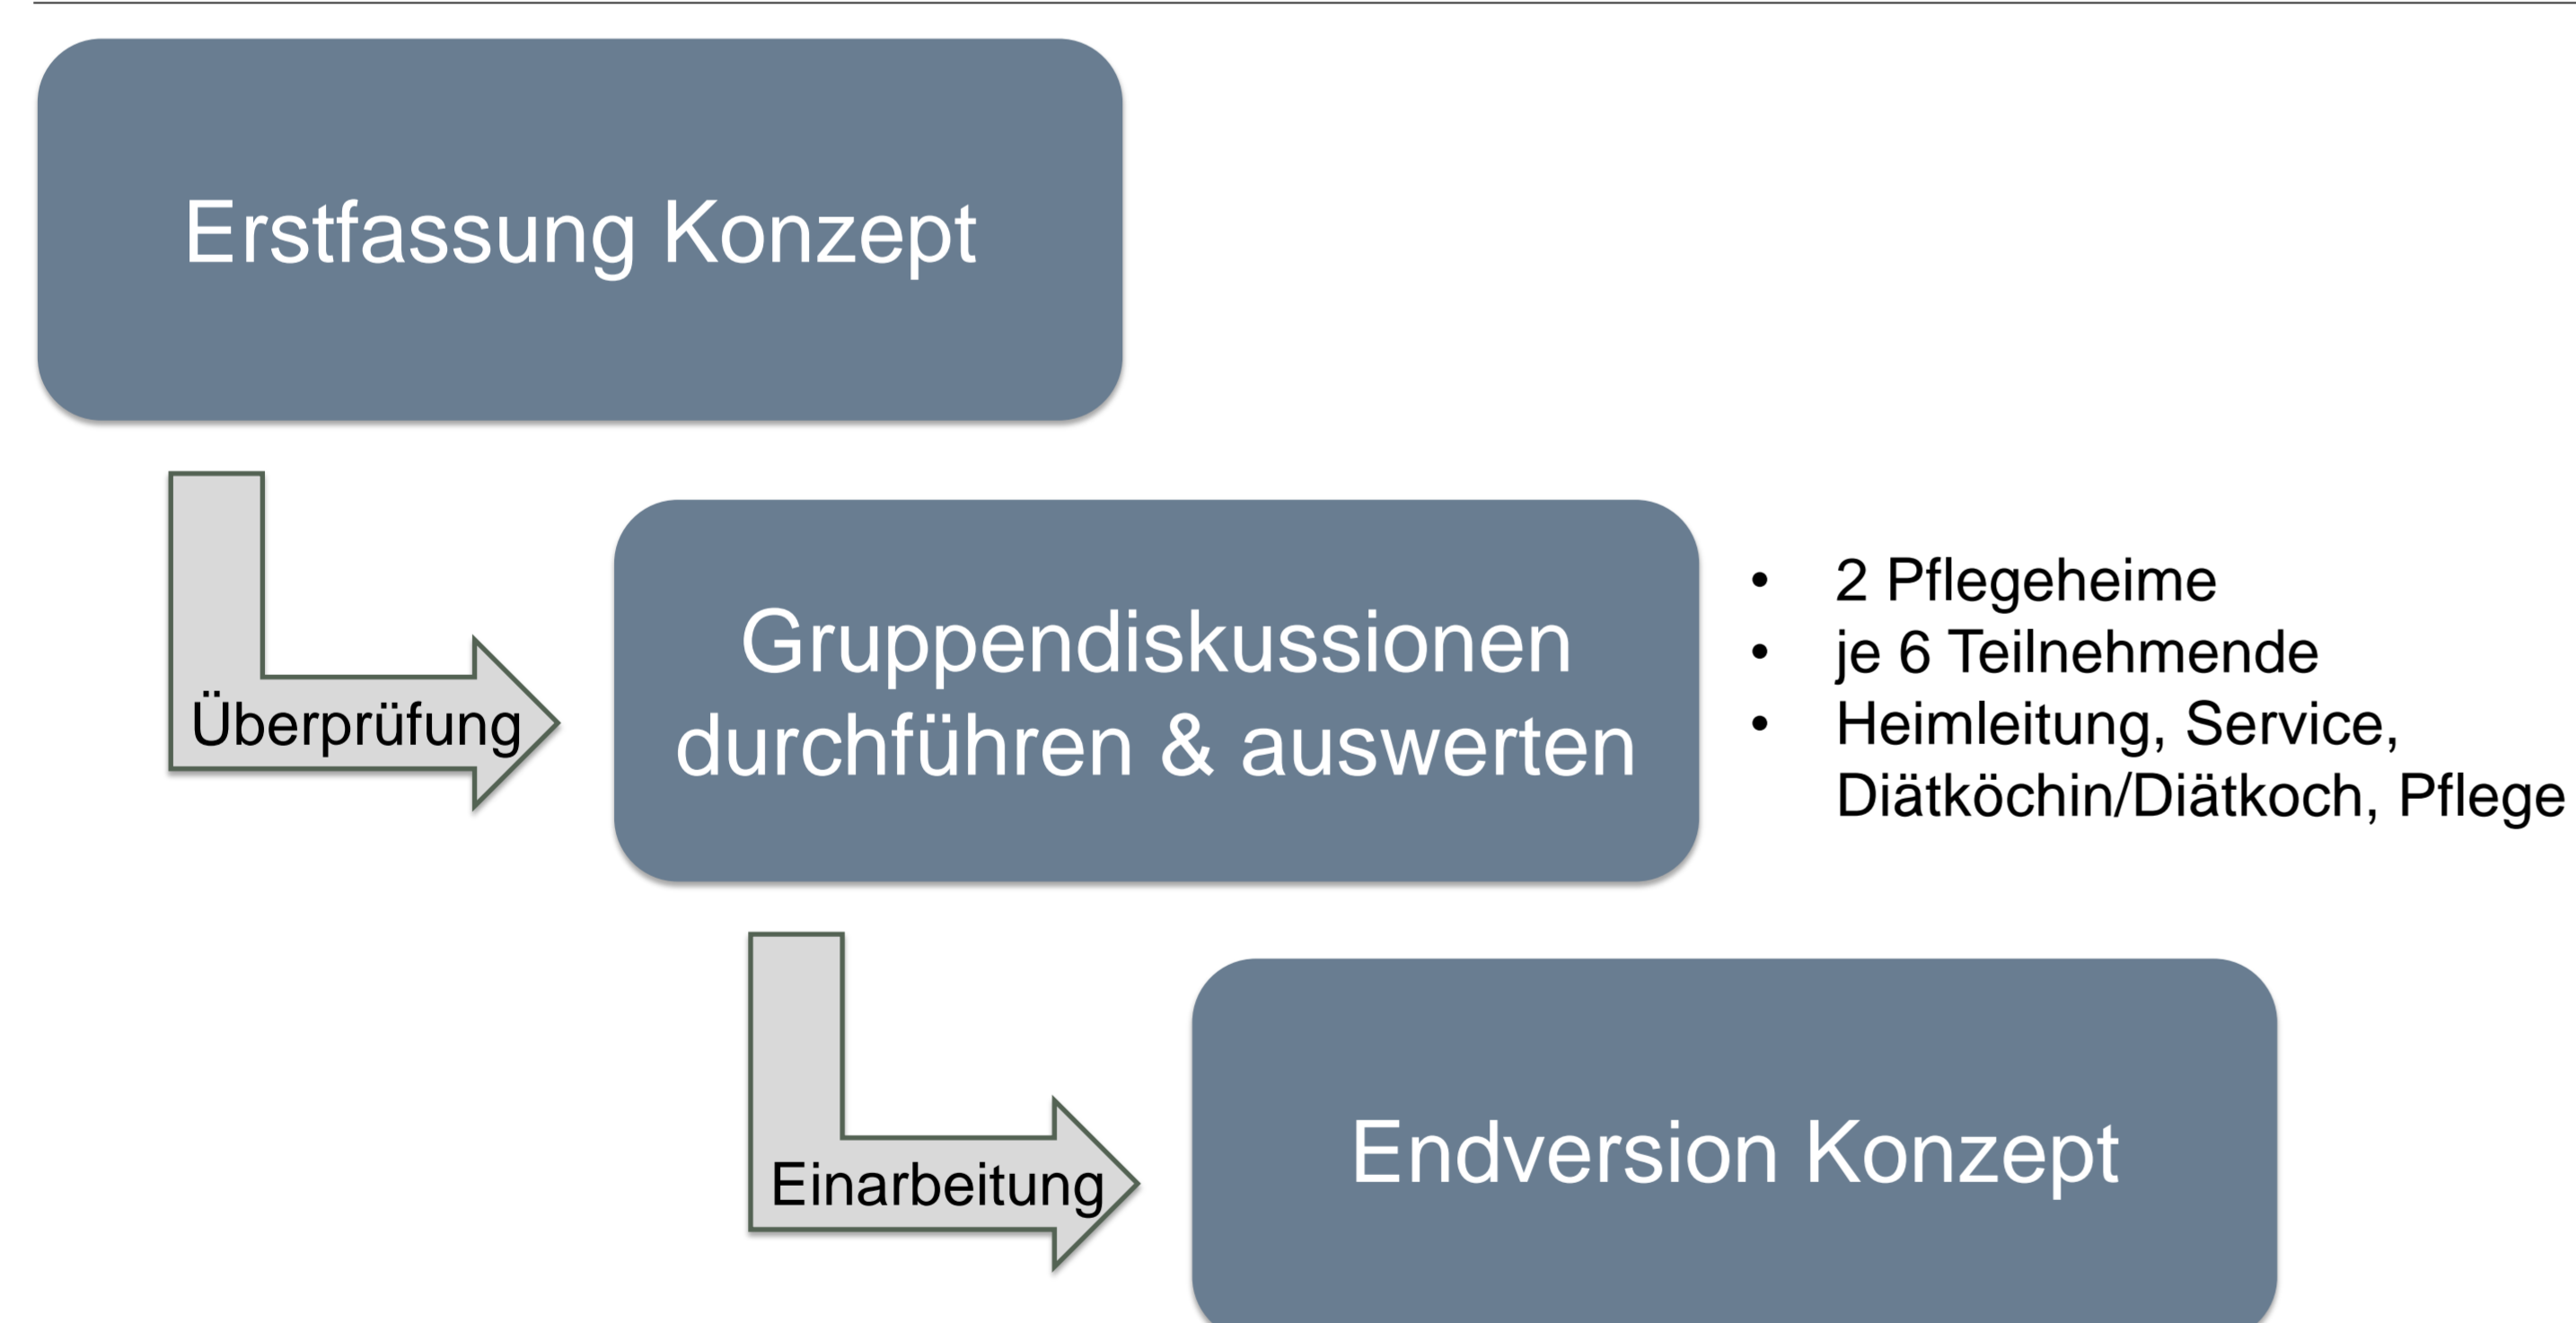 Erstfassung Konzept
Überprüfung
Gruppendiskussionen
durchführen & auswerten
• 2 Pflegeheime
• je 6 Teilnehmende
• Heimleitung, Service,
Diätköchin/Diätkoch, Pflege
Einarbeitung
Endversion Konzept